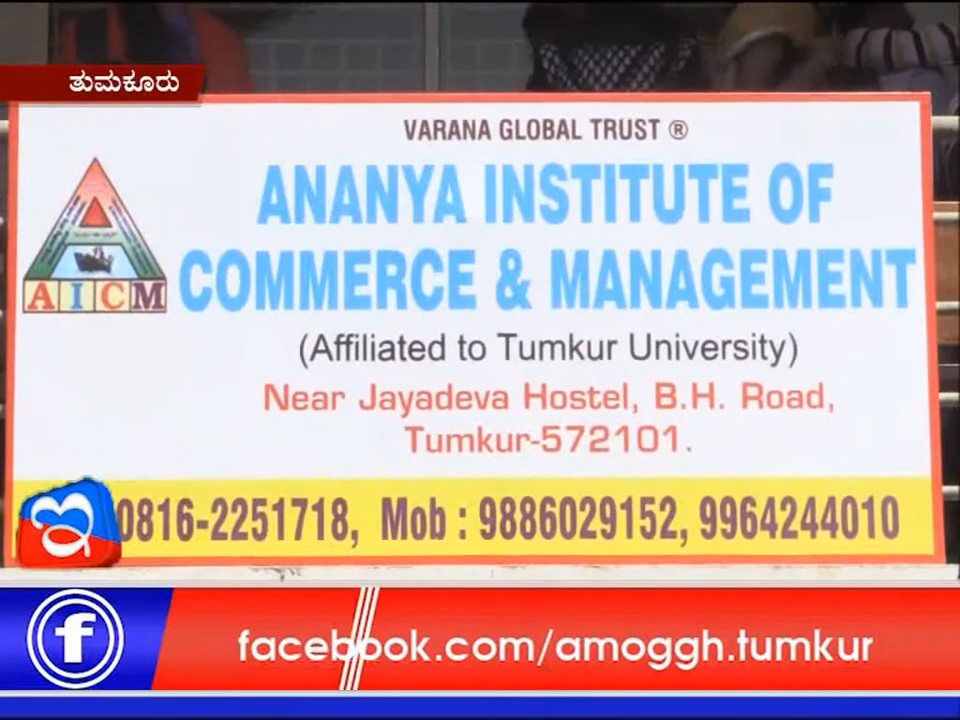 ತುಮಕೂರು
VARANA GLOBAL TRUST ®
ANANYA INSTITUTE OF
COMMERCE & MANAGEMENT
AICM
(Affiliated to Tumkur University)
Near Jayadeva Hostel, B.H. Road,
Tumkur-572101.
0816-2251718, Mob : 9886029152, 9964244010
facebook.com/amoggh.tumkur